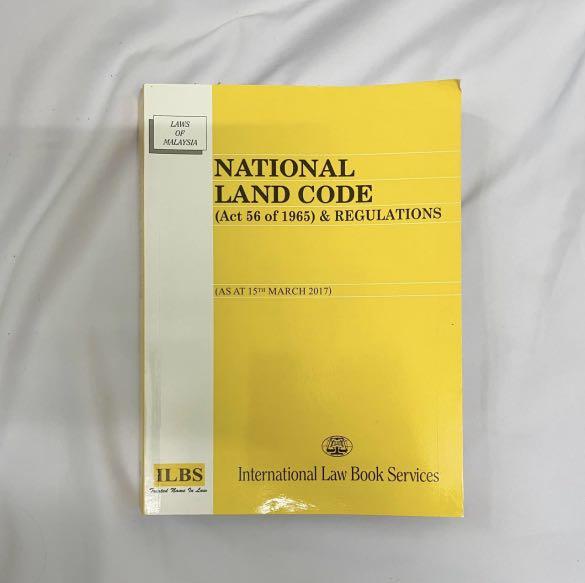 LAWS
OF
MALAYSIA
NATIONAL
LAND CODE
(Act 56 of 1965) & REGULATIONS
(AS AT 15TH MARCH 2017)
ILBS
Trusted Name In Law
International Law Book Services